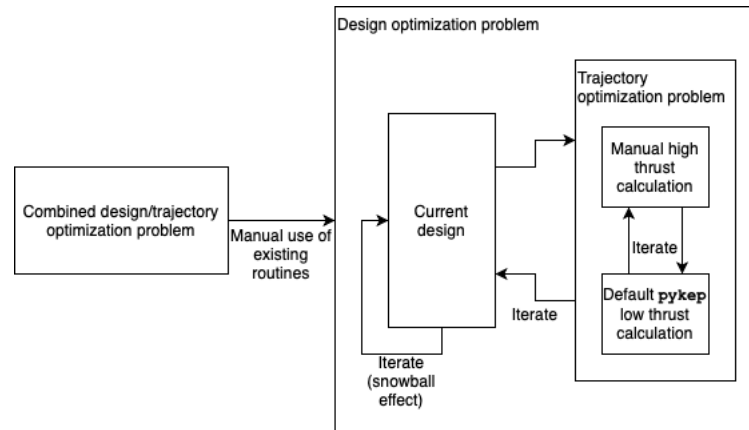 Design optimization problem
Trajectory
optimization problem
Manual high
thrust
calculation
Combined design/trajectory
optimization problem
Manual use of
existing
routines
Current
design
Iterate
Default pykep
low thrust
calculation
Iterate
Iterate
(snowball
effect)